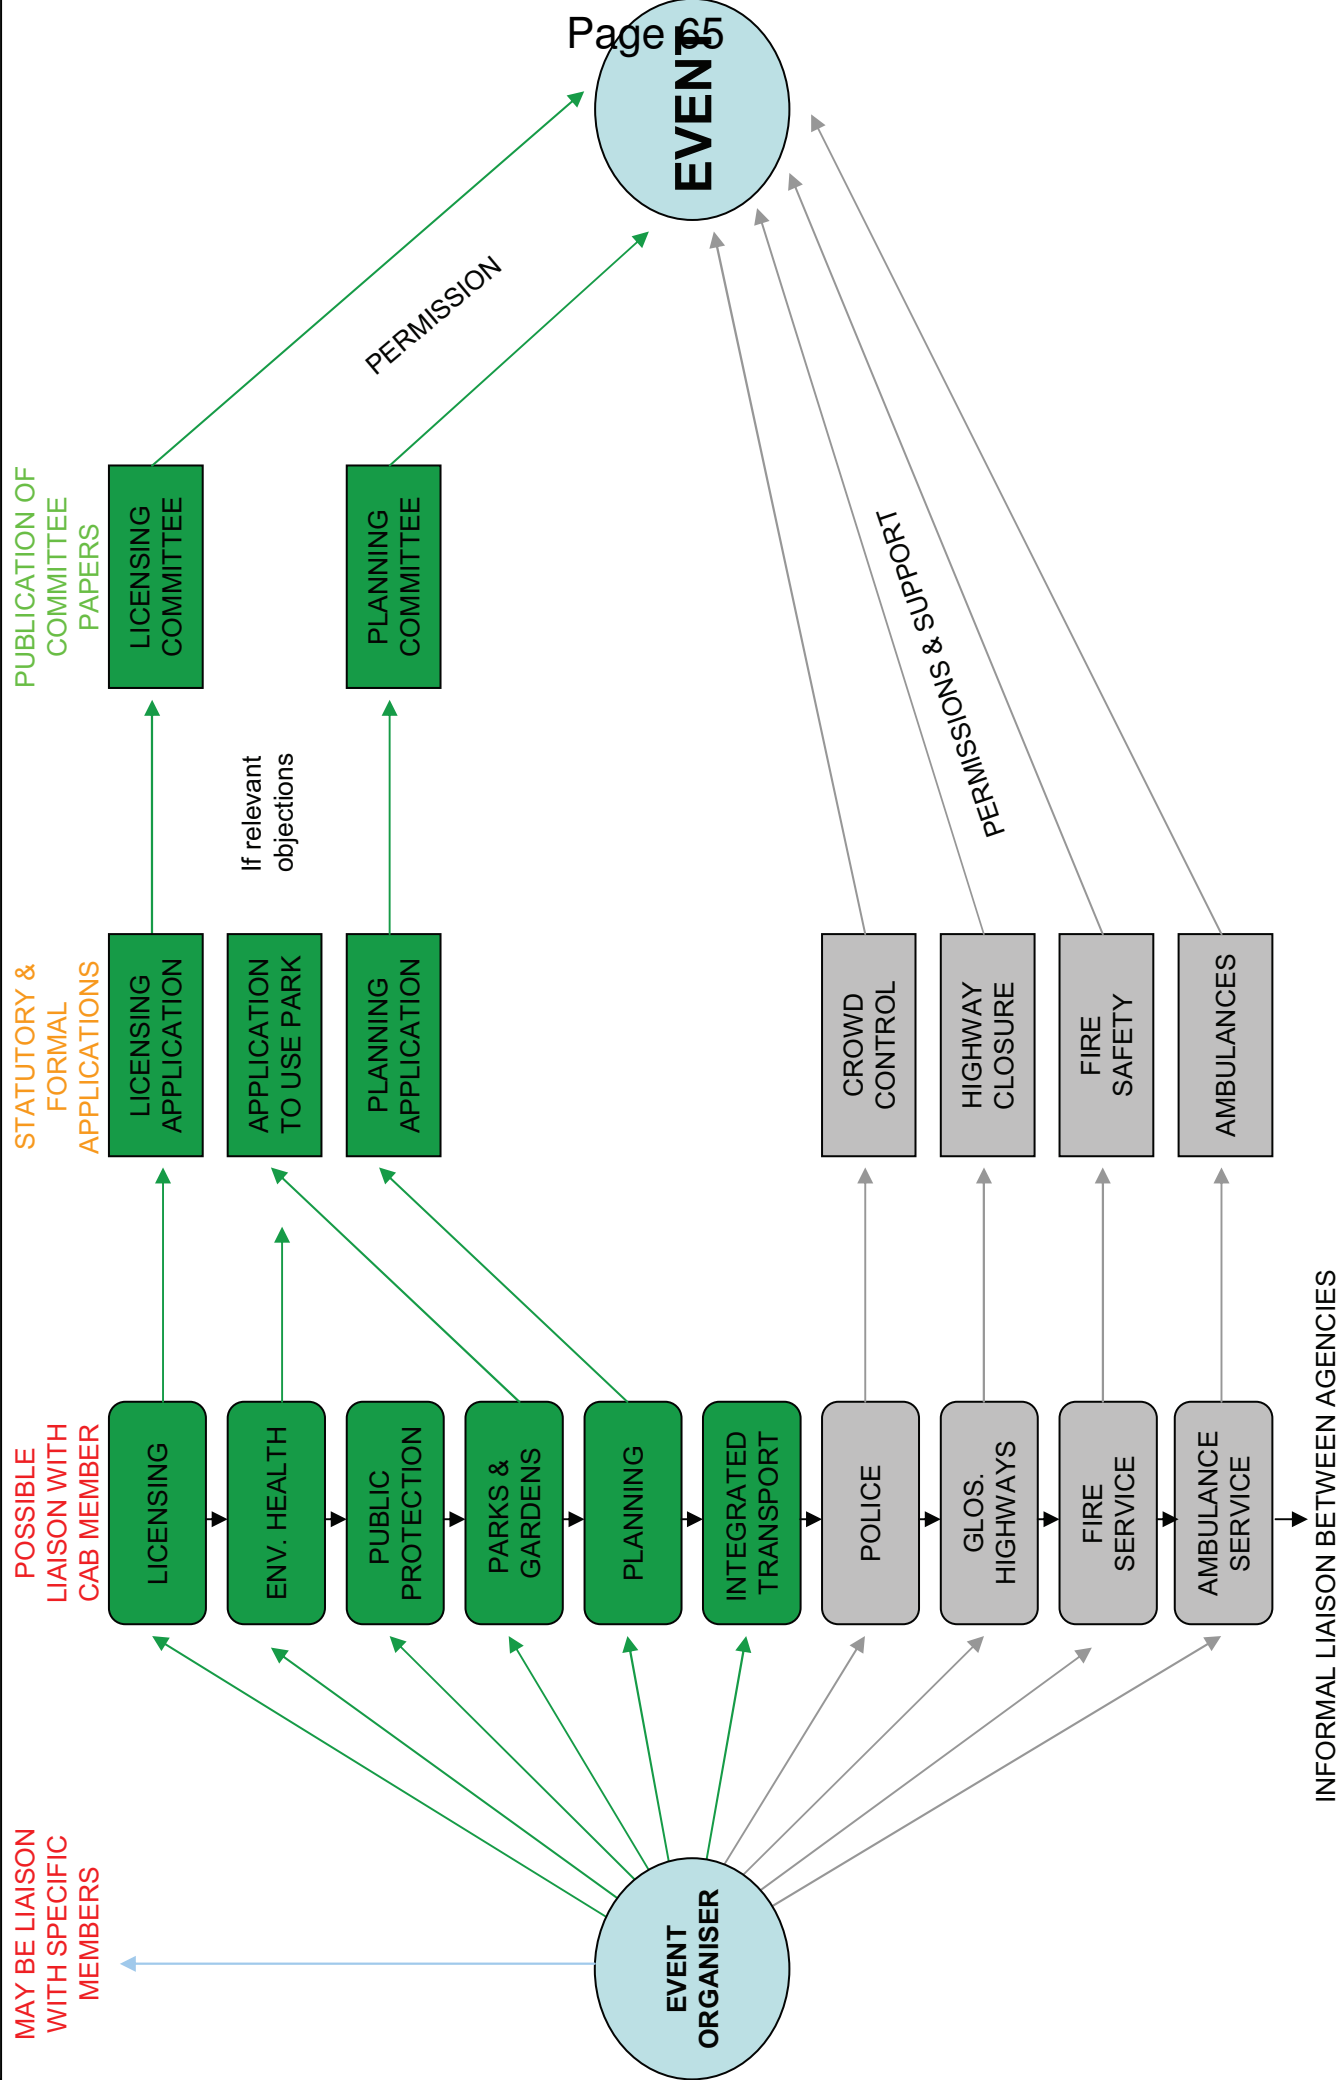 Page 65
MAY BE LIAISON
WITH SPECIFIC
MEMBERS
POSSIBLE
LIAISON WITH
CAB MEMBER
STATUTORY &
FORMAL
APPLICATIONS
PUBLICATION OF
COMMITTEE
PAPERS
EVENT
ORGANISER
LICENSING
ENV. HEALTH
PUBLIC
PROTECTION
PARKS &
GARDENS
PLANNING
INTEGRATED
TRANSPORT
POLICE
GLOS.
HIGHWAYS
FIRE
SERVICE
AMBULANCE
SERVICE
INFORMAL LIAISON BETWEEN AGENCIES
LICENSING
APPLICATION
APPLICATION
TO USE PARK
PLANNING
APPLICATION
CROWD
CONTROL
HIGHWAY
CLOSURE
FIRE
SAFETY
AMBULANCES
If relevant
objections
LICENSING
COMMITTEE
PLANNING
COMMITTEE
PERMISSION
PERMISSIONS & SUPPORT
EVENT